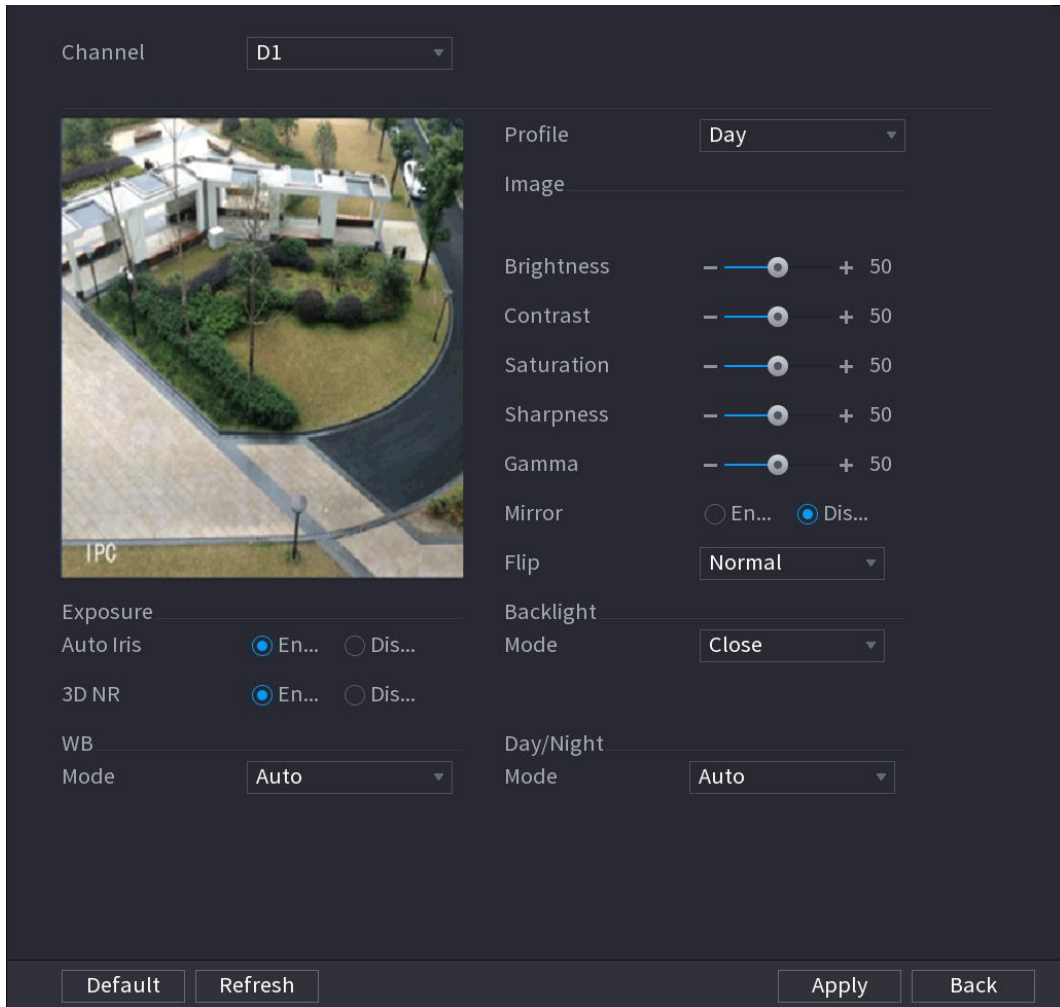 Channel D1
Profile Day
Image
Brightness 50
Contrast 50
Saturation 50
Sharpness 50
Gamma 50
Mirror En... Dis...
Flip Normal
IPC
Exposure
Auto Iris En... Dis...
3D NR En... Dis...
Backlight
Mode Close
WB
Mode Auto
Day/Night
Mode Auto
Default Refresh Apply Back